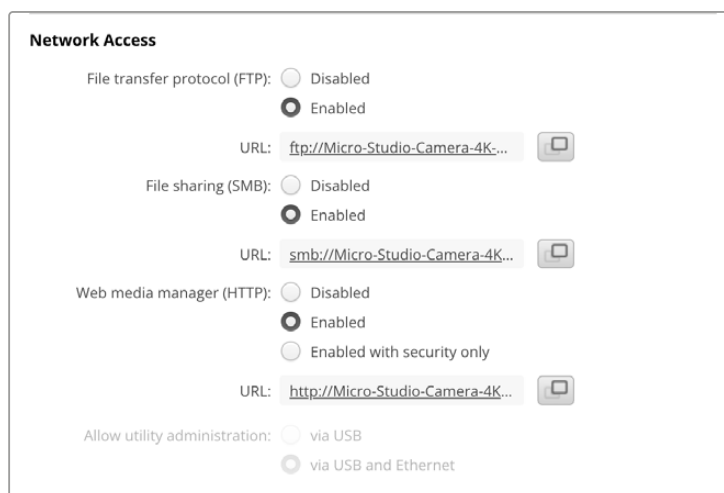 Network Access
File transfer protocol (FTP): Disabled
Enabled
URL: ftp://Micro-Studio-Camera-4K-...
File sharing (SMB): Disabled
Enabled
URL: smb://Micro-Studio-Camera-4K...
Web media manager (HTTP): Disabled
Enabled
Enabled with security only
URL: http://Micro-Studio-Camera-4K...
Allow utility administration: via USB
via USB and Ethernet